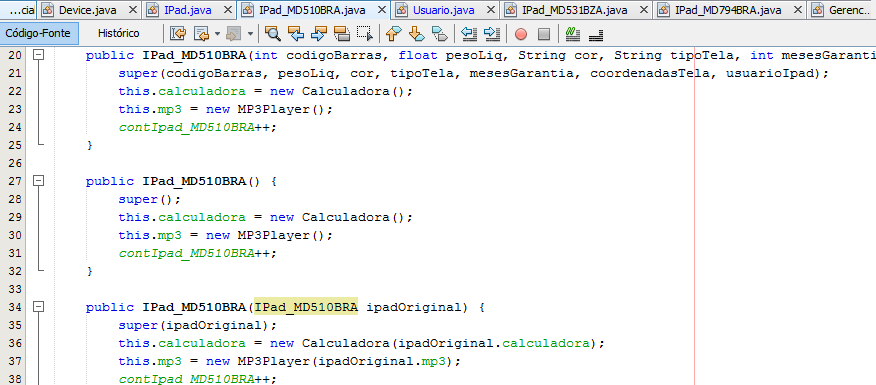 ...cia
Device.java
IPad.java
IPad_MD510BRA.java
Usuario.java
IPad_MD531BZA.java
IPad_MD794BRA.java
Gerenc...
Código-Fonte
Histórico
20 public IPad_MD510BRA(int codigoBarras, float pesoLiq, String cor, String tipoTela, int mesesGaranti
21 super(codigoBarras, pesoLiq, cor, tipoTela, mesesGarantia, coordenadasTela, usuarioIpad);
22 this.calculadora = new Calculadora();
23 this.mp3 = new MP3Player();
24 contIpad_MD510BRA++;
25 }
26
27 public IPad_MD510BRA() {
28 super();
29 this.calculadora = new Calculadora();
30 this.mp3 = new MP3Player();
31 contIpad_MD510BRA++;
32 }
33
34 public IPad_MD510BRA(IPad_MD510BRA ipadOriginal) {
35 super(ipadOriginal);
36 this.calculadora = new Calculadora(ipadOriginal.calculadora);
37 this.mp3 = new MP3Player(ipadOriginal.mp3);
38 contIpad_MD510BRA++;